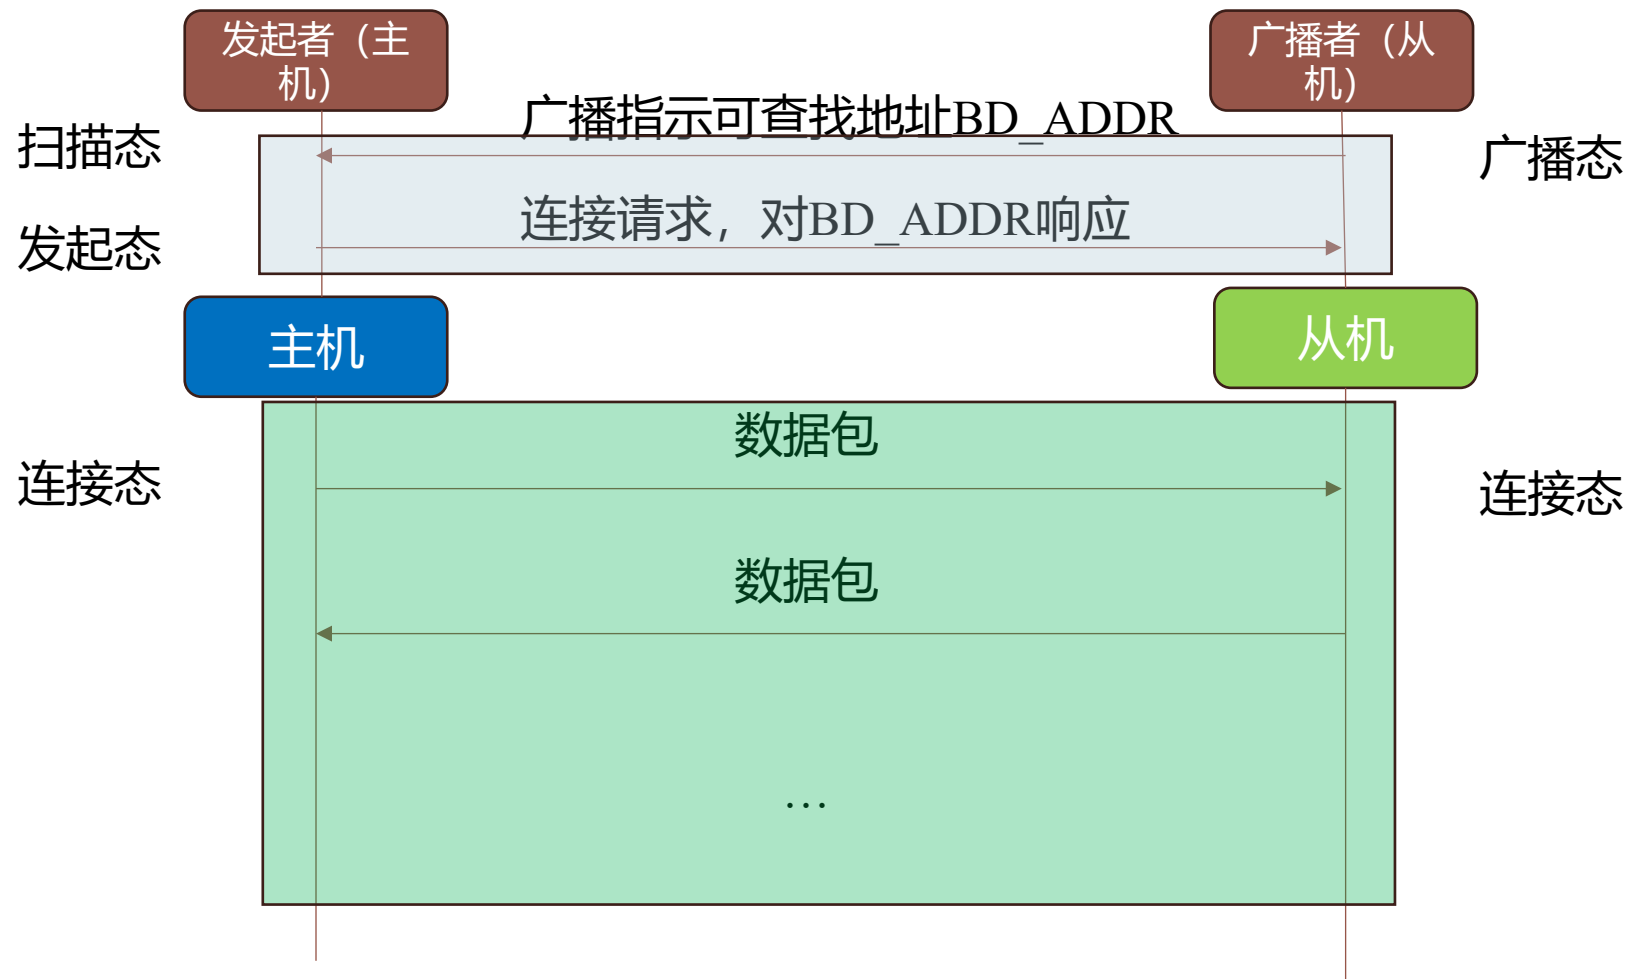 发起者（主
机）
广播者（从
机）
广播指示可查找地址BD_ADDR
扫描态
广播态
连接请求，对BD_ADDR响应
发起态
主机
从机
数据包
连接态
连接态
数据包
...